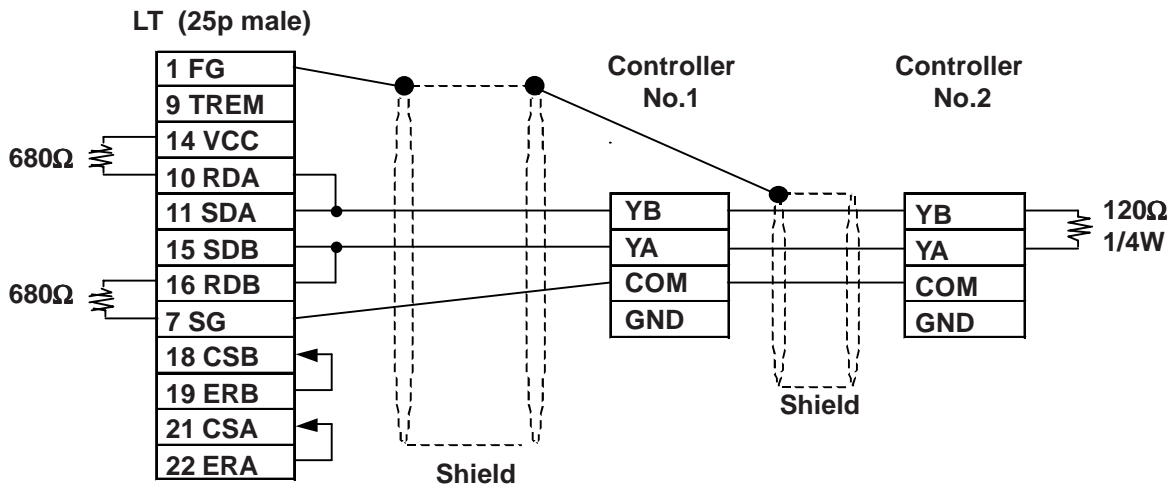 LT (25p male)
1 FG
9 TREM
14 VCC
10 RDA
11 SDA
15 SDB
16 RDB
7 SG
18 CSB
19 ERB
21 CSA
22 ERA
680Ω
680Ω
Shield
Controller
No.1
YB
YA
COM
GND
Shield
Controller
No.2
YB
YA
COM
GND
120Ω
1/4W